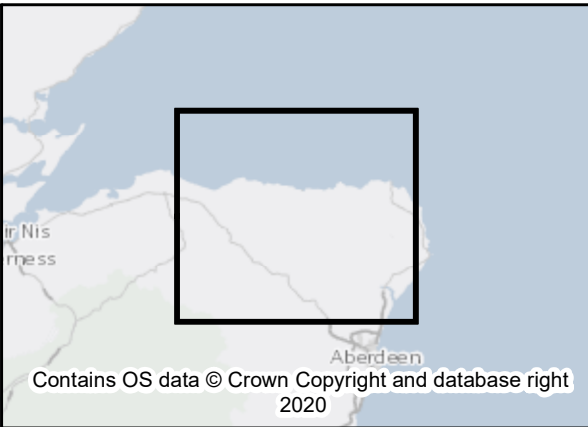 ir Nis
rness
Aberdeen
Contains OS data © Crown Copyright and database right
2020